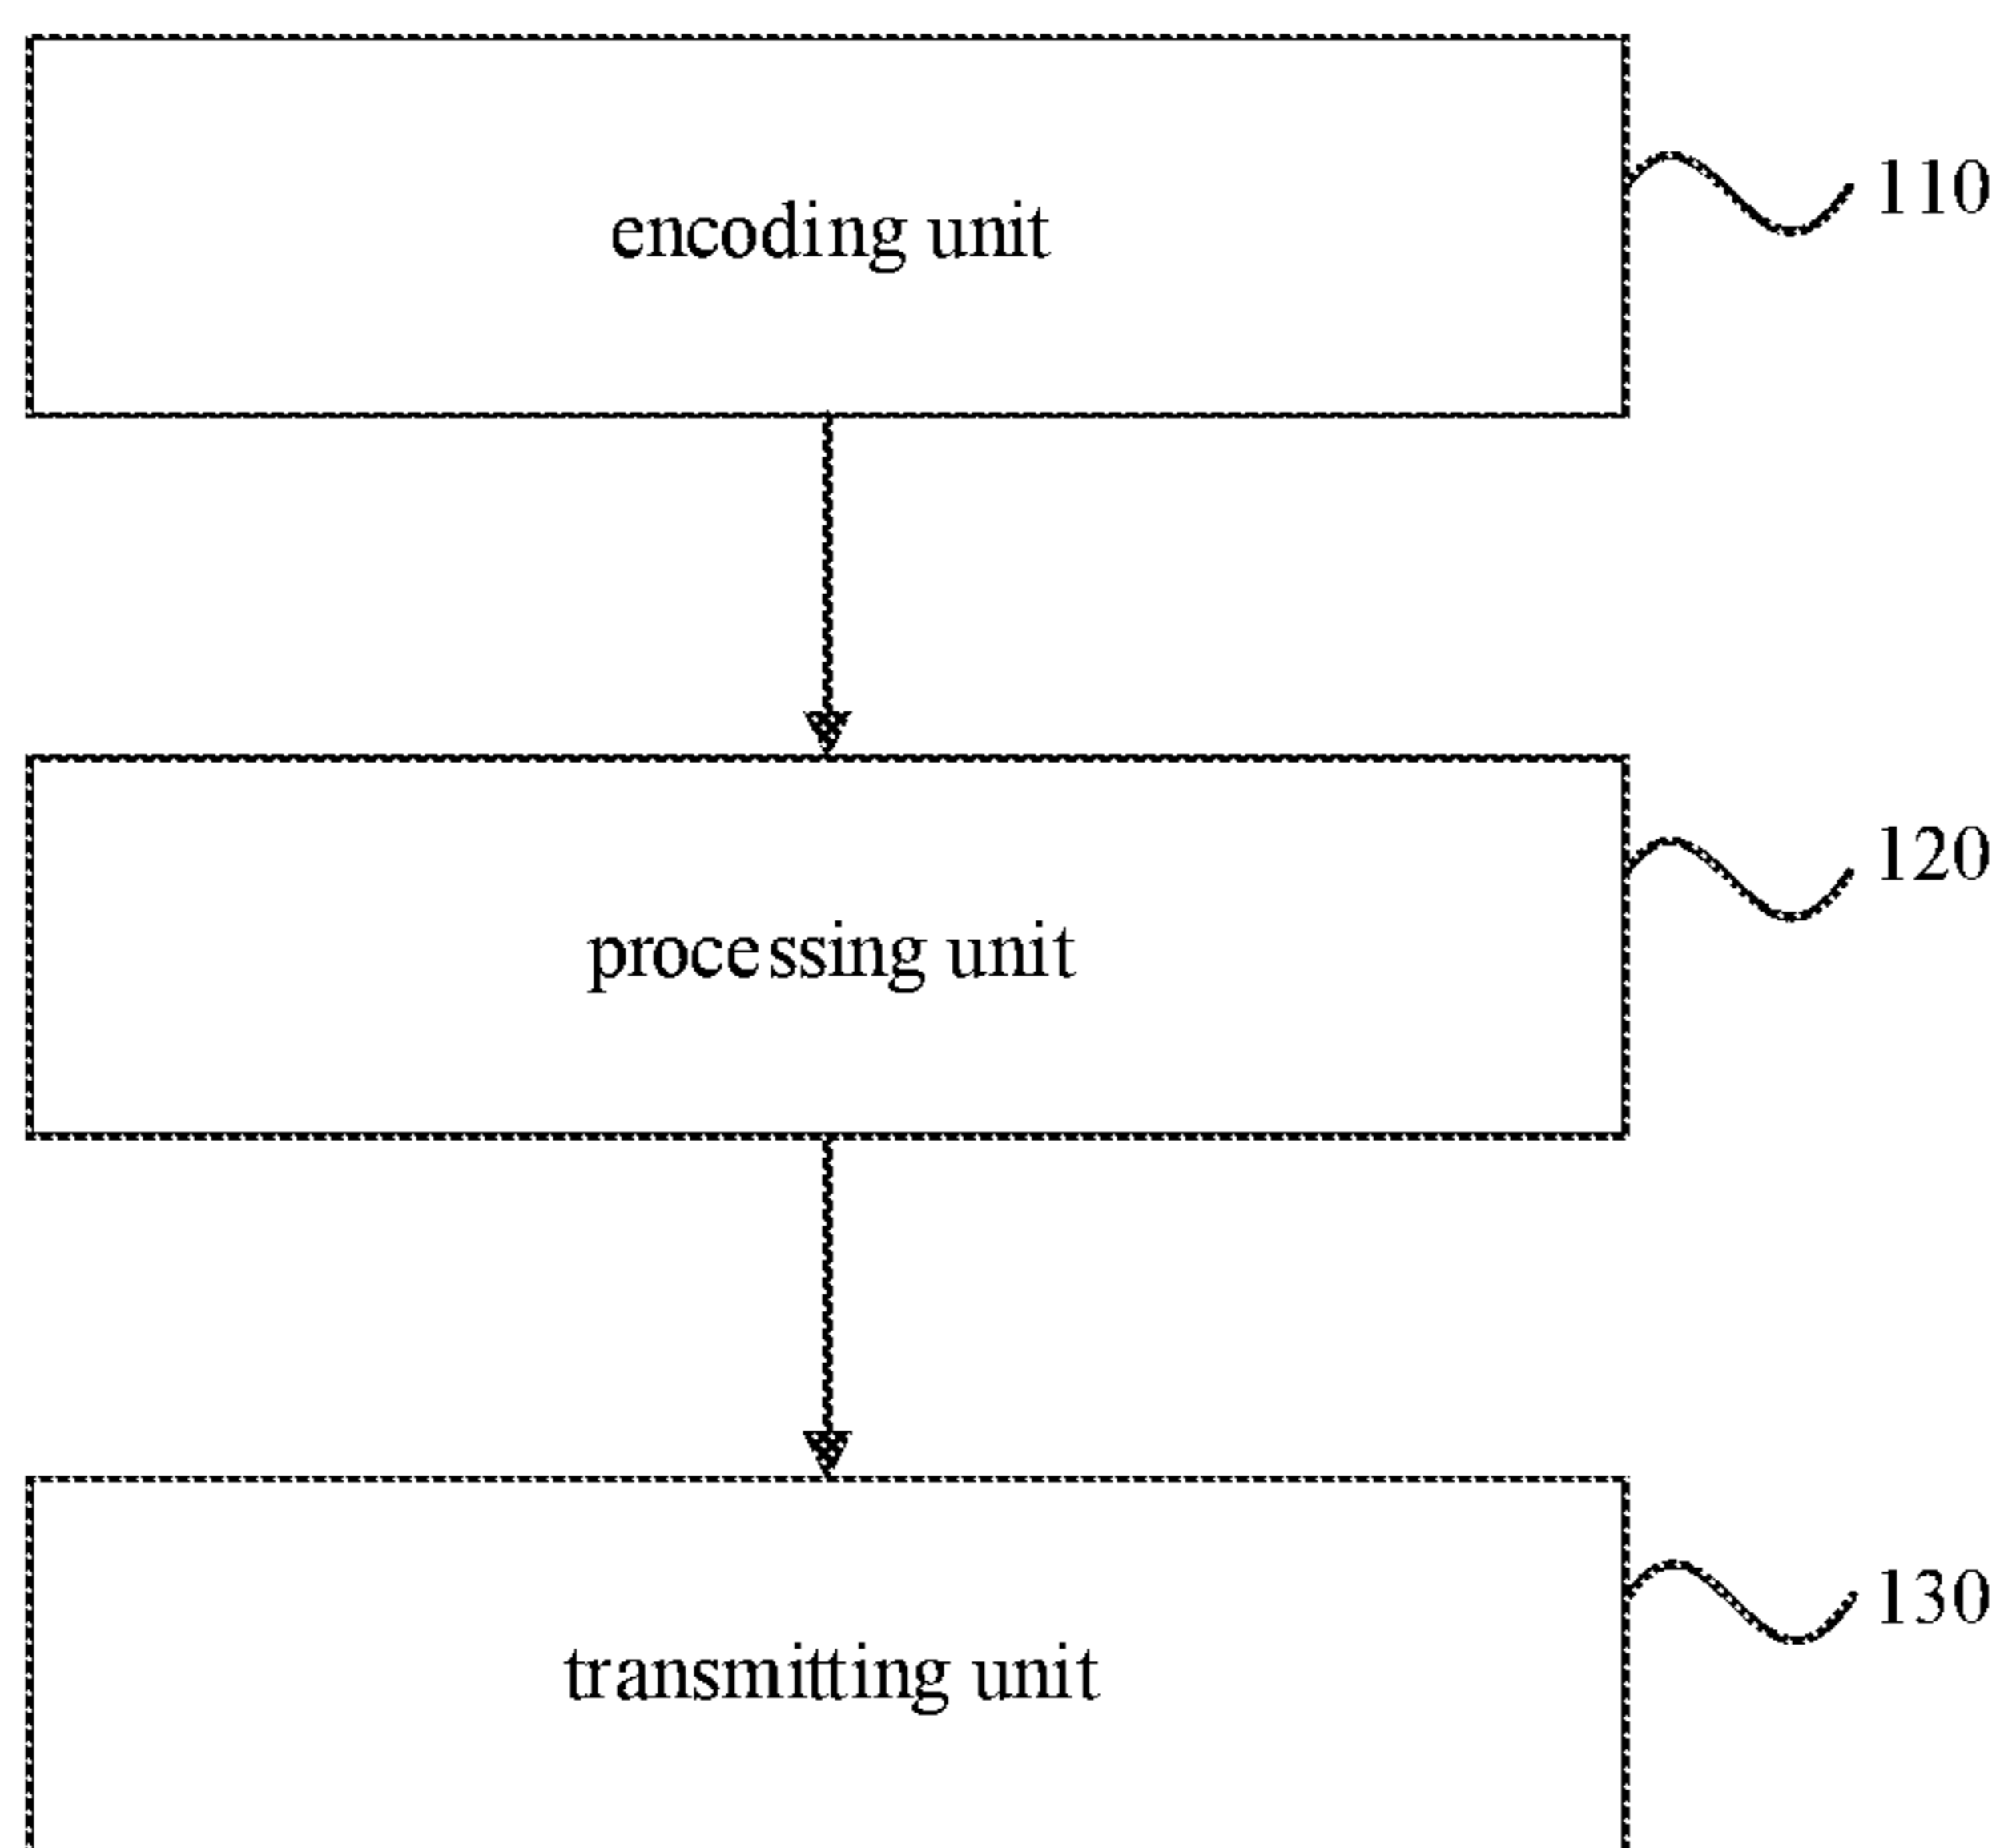 encoding unit
110
processing unit
120
transmitting unit
130